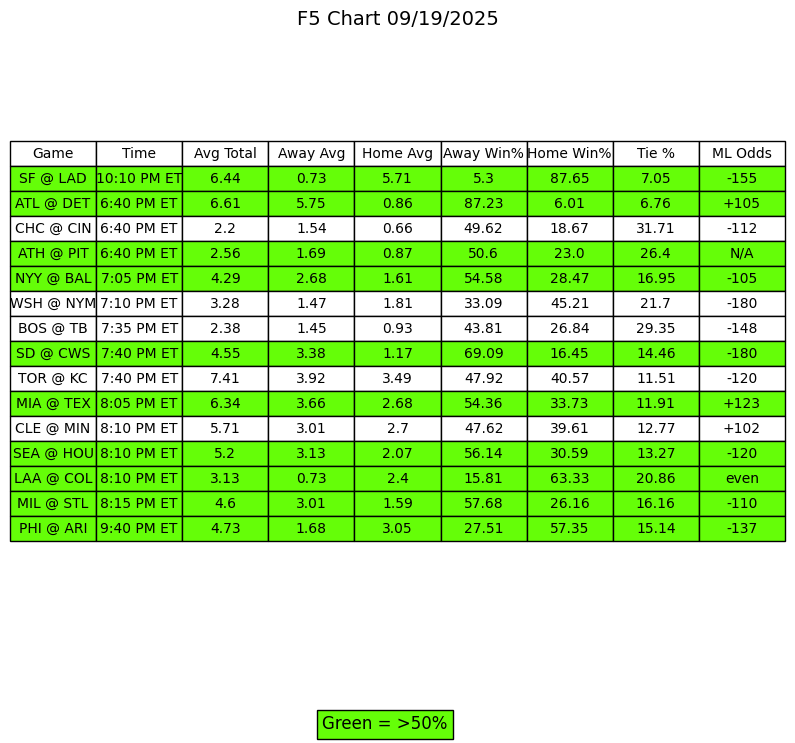 F5 Chart 09/19/2025
Game Time Avg Total Away Avg Home Avg Away Win% Home Win% Tie % ML Odds
SF @ LAD 10:10 PM ET 6.44 0.73 5.71 5.3 87.65 7.05 -155
ATL @ DET 6:40 PM ET 6.61 5.75 0.86 87.23 6.01 6.76 +105
CHC @ CIN 6:40 PM ET 2.2 1.54 0.66 49.62 18.67 31.71 -112
ATH @ PIT 6:40 PM ET 2.56 1.69 0.87 50.6 23.0 26.4 N/A
NYY @ BAL 7:05 PM ET 4.29 2.68 1.61 54.58 28.47 16.95 -105
WSH @ NYM 7:10 PM ET 3.28 1.47 1.81 33.09 45.21 21.7 -180
BOS @ TB 7:35 PM ET 2.38 1.45 0.93 43.81 26.84 29.35 -148
SD @ CWS 7:40 PM ET 4.55 3.38 1.17 69.09 16.45 14.46 -180
TOR @ KC 7:40 PM ET 7.41 3.92 3.49 47.92 40.57 11.51 -120
MIA @ TEX 8:05 PM ET 6.34 3.66 2.68 54.36 33.73 11.91 +123
CLE @ MIN 8:10 PM ET 5.71 3.01 2.7 47.62 39.61 12.77 +102
SEA @ HOU 8:10 PM ET 5.2 3.13 2.07 56.14 30.59 13.27 -120
LAA @ COL 8:10 PM ET 3.13 0.73 2.4 15.81 63.33 20.86 even
MIL @ STL 8:15 PM ET 4.6 3.01 1.59 57.68 26.16 16.16 -110
PHI @ ARI 9:40 PM ET 4.73 1.68 3.05 27.51 57.35 15.14 -137
Green = >50%